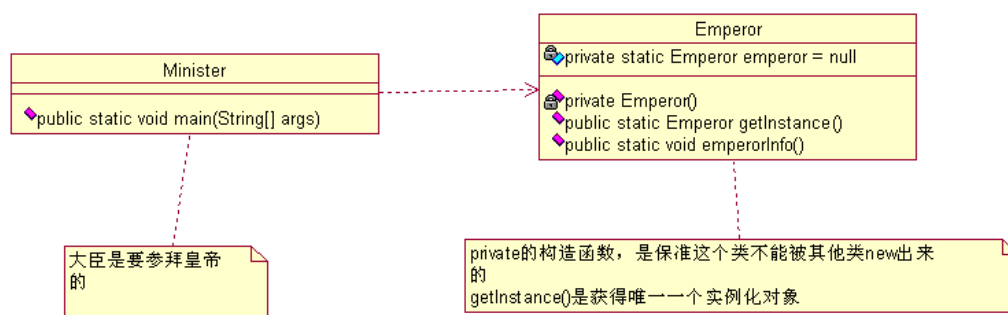 Minister
public static void main(String[] args)
Emperor
private static Emperor emperor = null
private Emperor()
public static Emperor getInstance()
public static void emperorInfo()
大臣是要参拜皇帝
的
private的构造函数，是保准这个类不能被其他类new出来
的
getInstance()是获得唯一一个实例化对象